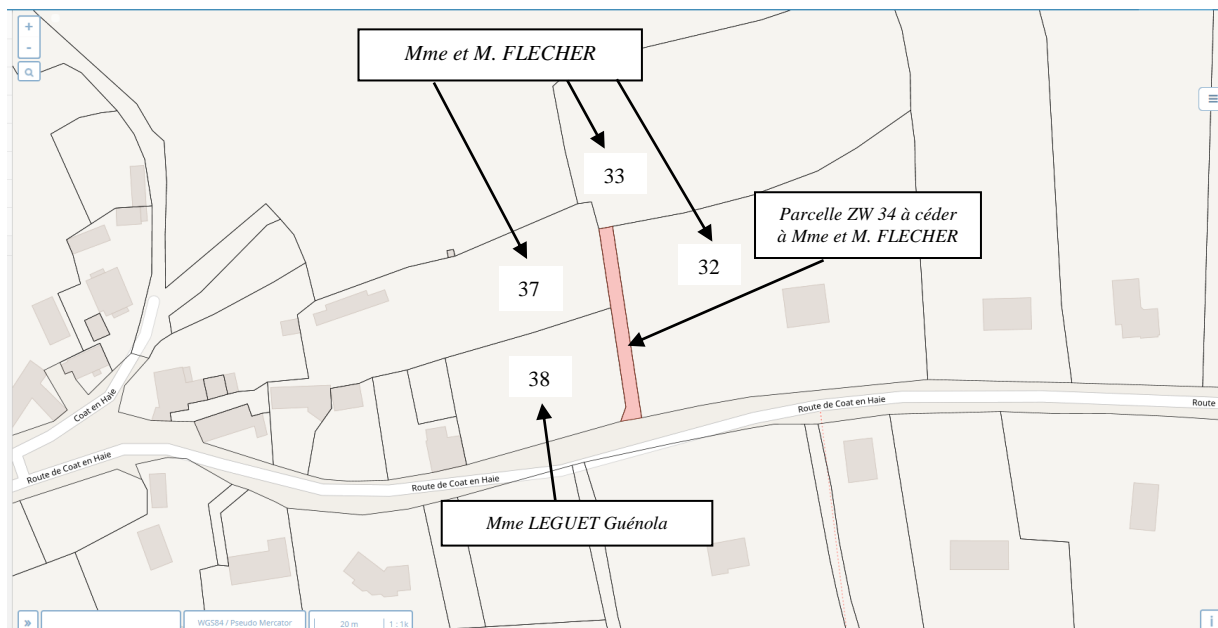 +
-
Mme et M. FLECHER
33
Parcelle ZW 34 à céder
à Mme et M. FLECHER
32
37
38
Coat en Haie
Route de Coat en Haie
Route
Route de Coat en Haie
Route de Coat en Haie
Mme LEGUET Guénola
»
WGS84 / Pseudo Mercator
20 m
1 : 1k
i